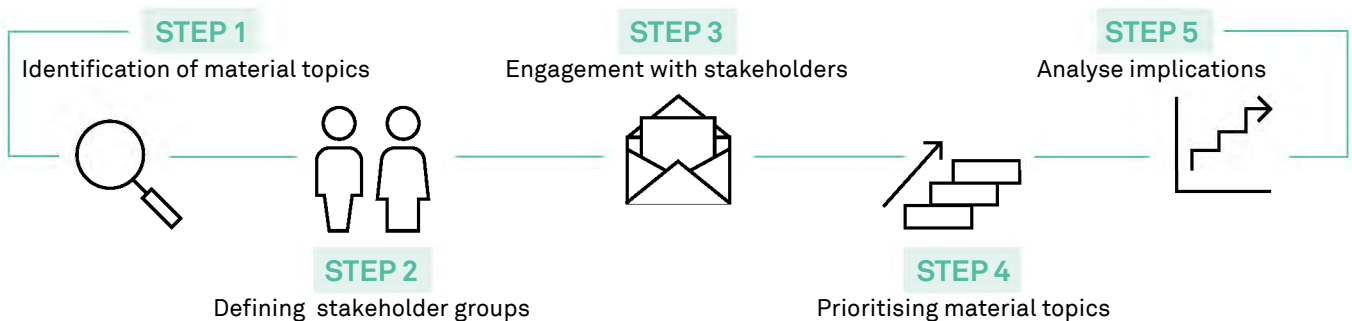 STEP 1
Identification of material topics
STEP 2
Defining stakeholder groups
STEP 3
Engagement with stakeholders
STEP 4
Prioritising material topics
STEP 5
Analyse implications